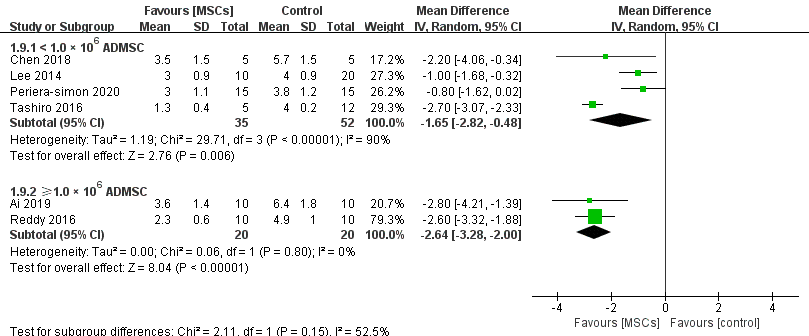 Favours [MSCs] Control Mean Difference Mean Difference
Study or Subgroup Mean SD Total Mean SD Total Weight IV, Random, 95% CI IV, Random, 95% CI
1.9.1 < 1.0 × 10⁶ ADMSC
Chen 2018 3.5 1.5 5 5.7 1.5 5 17.2% -2.20 [-4.06, -0.34]
Lee 2014 3 0.9 10 4 0.9 20 27.3% -1.00 [-1.68, -0.32]
Periera-simon 2020 3 1.1 15 3.8 1.2 15 26.2% -0.80 [-1.62, 0.02]
Tashiro 2016 1.3 0.4 5 4 0.2 12 29.3% -2.70 [-3.07, -2.33]
Subtotal (95% CI) 35 52 100.0% -1.65 [-2.82, -0.48]
Heterogeneity: Tau² = 1.19; Chi² = 29.71, df = 3 (P < 0.00001); I² = 90%
Test for overall effect: Z = 2.76 (P = 0.006)
1.9.2 ≥1.0 × 10⁶ ADMSC
Ai 2019 3.6 1.4 10 6.4 1.8 10 20.7% -2.80 [-4.21, -1.39]
Reddy 2016 2.3 0.6 10 4.9 1 10 79.3% -2.60 [-3.32, -1.88]
Subtotal (95% CI) 20 20 100.0% -2.64 [-3.28, -2.00]
Heterogeneity: Tau² = 0.00; Chi² = 0.06, df = 1 (P = 0.80); I² = 0%
Test for overall effect: Z = 8.04 (P < 0.00001)
-4 -2 0 2 4
Favours [MSCs] Favours [control]
Test for subgroup differences: Chi² = 2.11, df = 1 (P = 0.15), I² = 52.5%